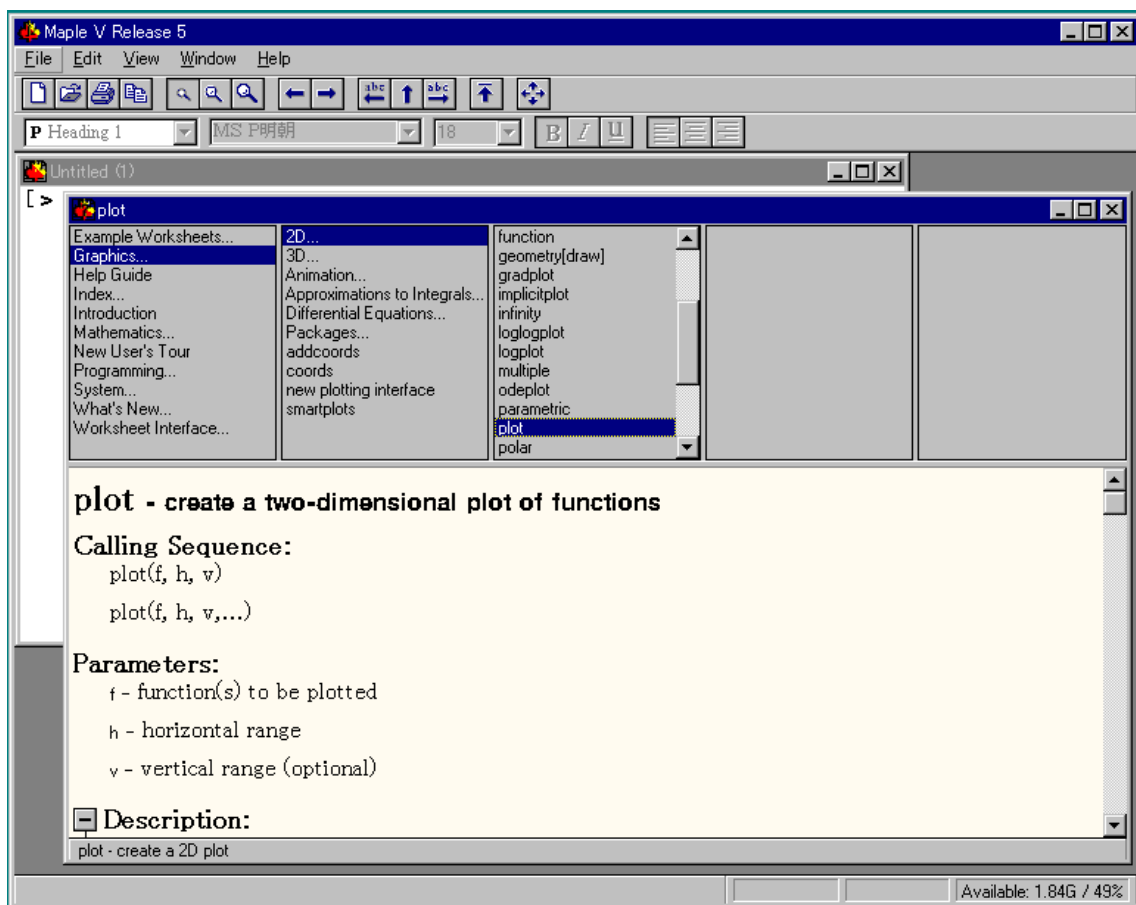 Maple V Release 5
File Edit View Window Help
abc abc
P Heading 1 MS P明朝 18 B I U
Untitled (1)
[ >
plot
Example Worksheets...
Graphics...
Help Guide
Index...
Introduction
Mathematics...
New User's Tour
Programming...
System...
What's New...
Worksheet Interface...
2D...
3D...
Animation...
Approximations to Integrals...
Differential Equations...
Packages...
addcoords
coords
new plotting interface
smartplots
function
geometry[draw]
gradplot
implicitplot
infinity
loglogplot
logplot
multiple
odeplot
parametric
plot
polar
plot - create a two-dimensional plot of functions
Calling Sequence:
plot(f, h, v)
plot(f, h, v,...)
Parameters:
f - function(s) to be plotted
h - horizontal range
v - vertical range (optional)
Description:
plot - create a 2D plot
Available: 1.84G / 49%